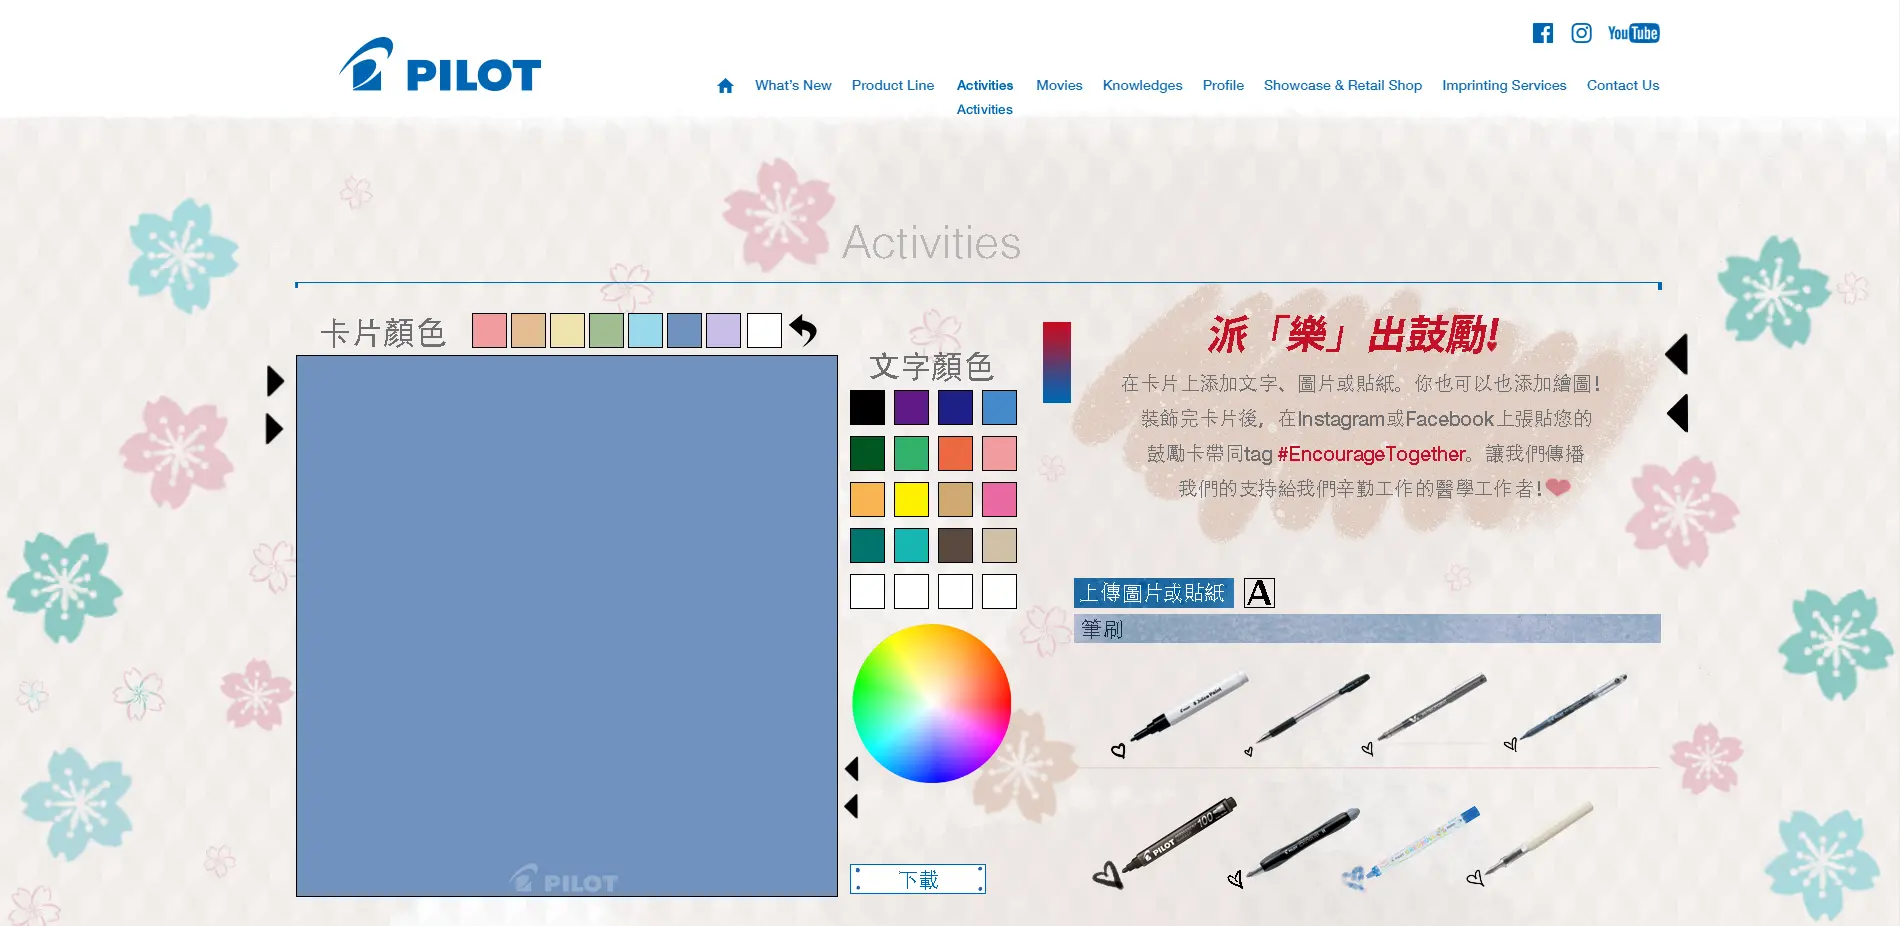 PILOT
You Tube
What's New Product Line Activities Movies Knowledges Profile Showcase & Retail Shop Imprinting Services Contact Us
Activities
Activities
卡片顏色
文字顏色
派「樂」出鼓勵!
在卡片上添加文字、圖片或貼紙。你也可以也添加繪圖!
裝飾完卡片後，在Instagram或Facebook上張貼您的
鼓勵卡帶同tag #EncourageTogether。讓我們傳播
我們的支持給我們辛勤工作的醫學工作者!
上傳圖片或貼紙 A
筆刷
PILOT 100
PILOT
下載